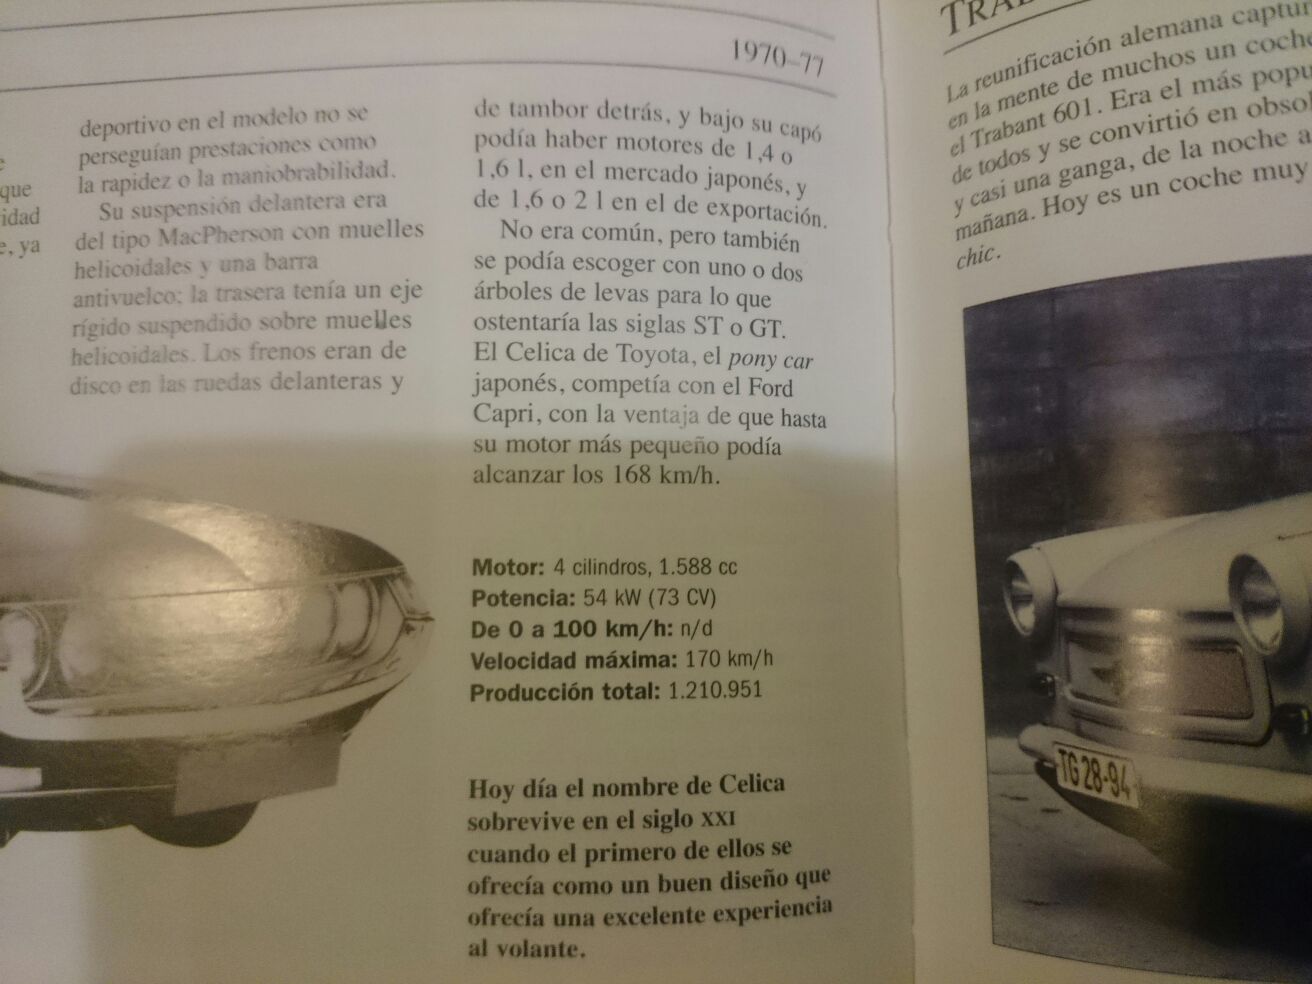 1970–77
que
idad
, ya
deportivo en el modelo no se
perseguían prestaciones como
la rapidez o la maniobrabilidad.
Su suspensión delantera era
del tipo MacPherson con muelles
helicoidales y una barra
antivuelco; la trasera tenía un eje
rígido suspendido sobre muelles
helicoidales. Los frenos eran de
disco en las ruedas delanteras y
de tambor detrás, y bajo su capó
podía haber motores de 1,4 o
1,6 l, en el mercado japonés, y
de 1,6 o 2 l en el de exportación.
No era común, pero también
se podía escoger con uno o dos
árboles de levas para lo que
ostentaría las siglas ST o GT.
El Celica de Toyota, el pony car
japonés, competía con el Ford
Capri, con la ventaja de que hasta
su motor más pequeño podía
alcanzar los 168 km/h.
Motor: 4 cilindros, 1.588 cc
Potencia: 54 kW (73 CV)
De 0 a 100 km/h: n/d
Velocidad máxima: 170 km/h
Producción total: 1.210.951
Hoy día el nombre de Celica
sobrevive en el siglo XXI
cuando el primero de ellos se
ofrecía como un buen diseño que
ofrecía una excelente experiencia
al volante.
La reunificación alemana captur
en la mente de muchos un coche
el Trabant 601. Era el más popu
de todos y se convirtió en obsol
y casi una ganga, de la noche a
mañana. Hoy es un coche muy
chic.
TG 28-94